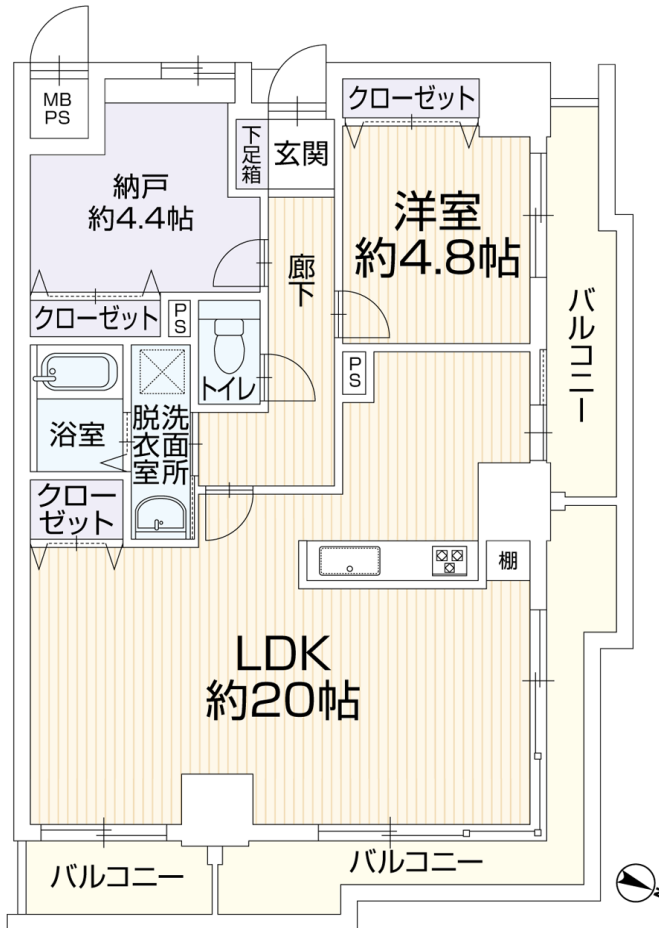 MB
PS
クローゼット
下足箱
玄関
納戸
約4.4帖
洋室
約4.8帖
廊下
バルコニー
クローゼット
PS
トイレ
PS
浴室
洗面所
脱衣室
クロー
ゼット
棚
LDK
約20帖
バルコニー
バルコニー
N